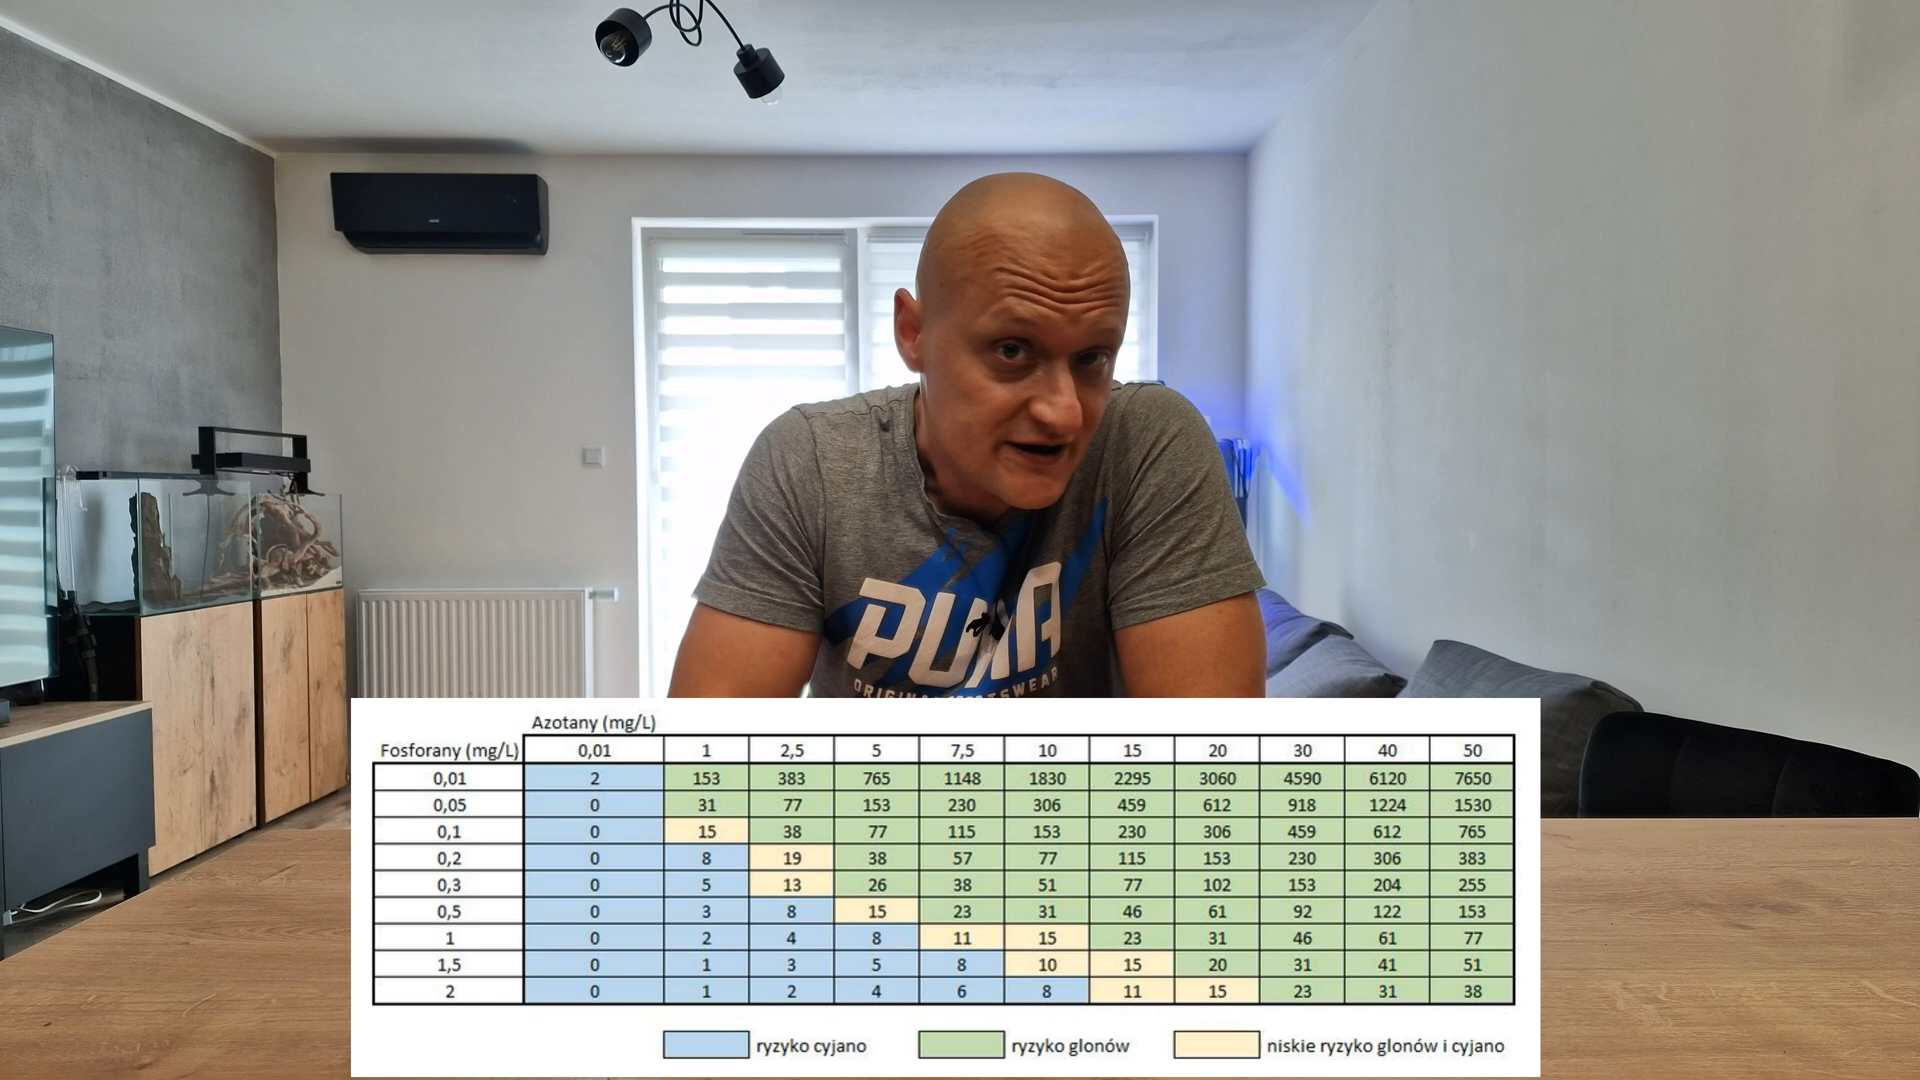 PUMA
ORIGINAL SPORTSWEAR
Azotany (mg/L)
Fosforany (mg/L) 0,01 1 2,5 5 7,5 10 15 20 30 40 50
0,01 2 153 383 765 1148 1830 2295 3060 4590 6120 7650
0,05 0 31 77 153 230 306 459 612 918 1224 1530
0,1 0 15 38 77 115 153 230 306 459 612 765
0,2 0 8 19 38 57 77 115 153 230 306 383
0,3 0 5 13 26 38 51 77 102 153 204 255
0,5 0 3 8 15 23 31 46 61 92 122 153
1 0 2 4 8 11 15 23 31 46 61 77
1,5 0 1 3 5 8 10 15 20 31 41 51
2 0 1 2 4 6 8 11 15 23 31 38
ryzyko cyjano ryzyko glonów niskie ryzyko glonów i cyjano